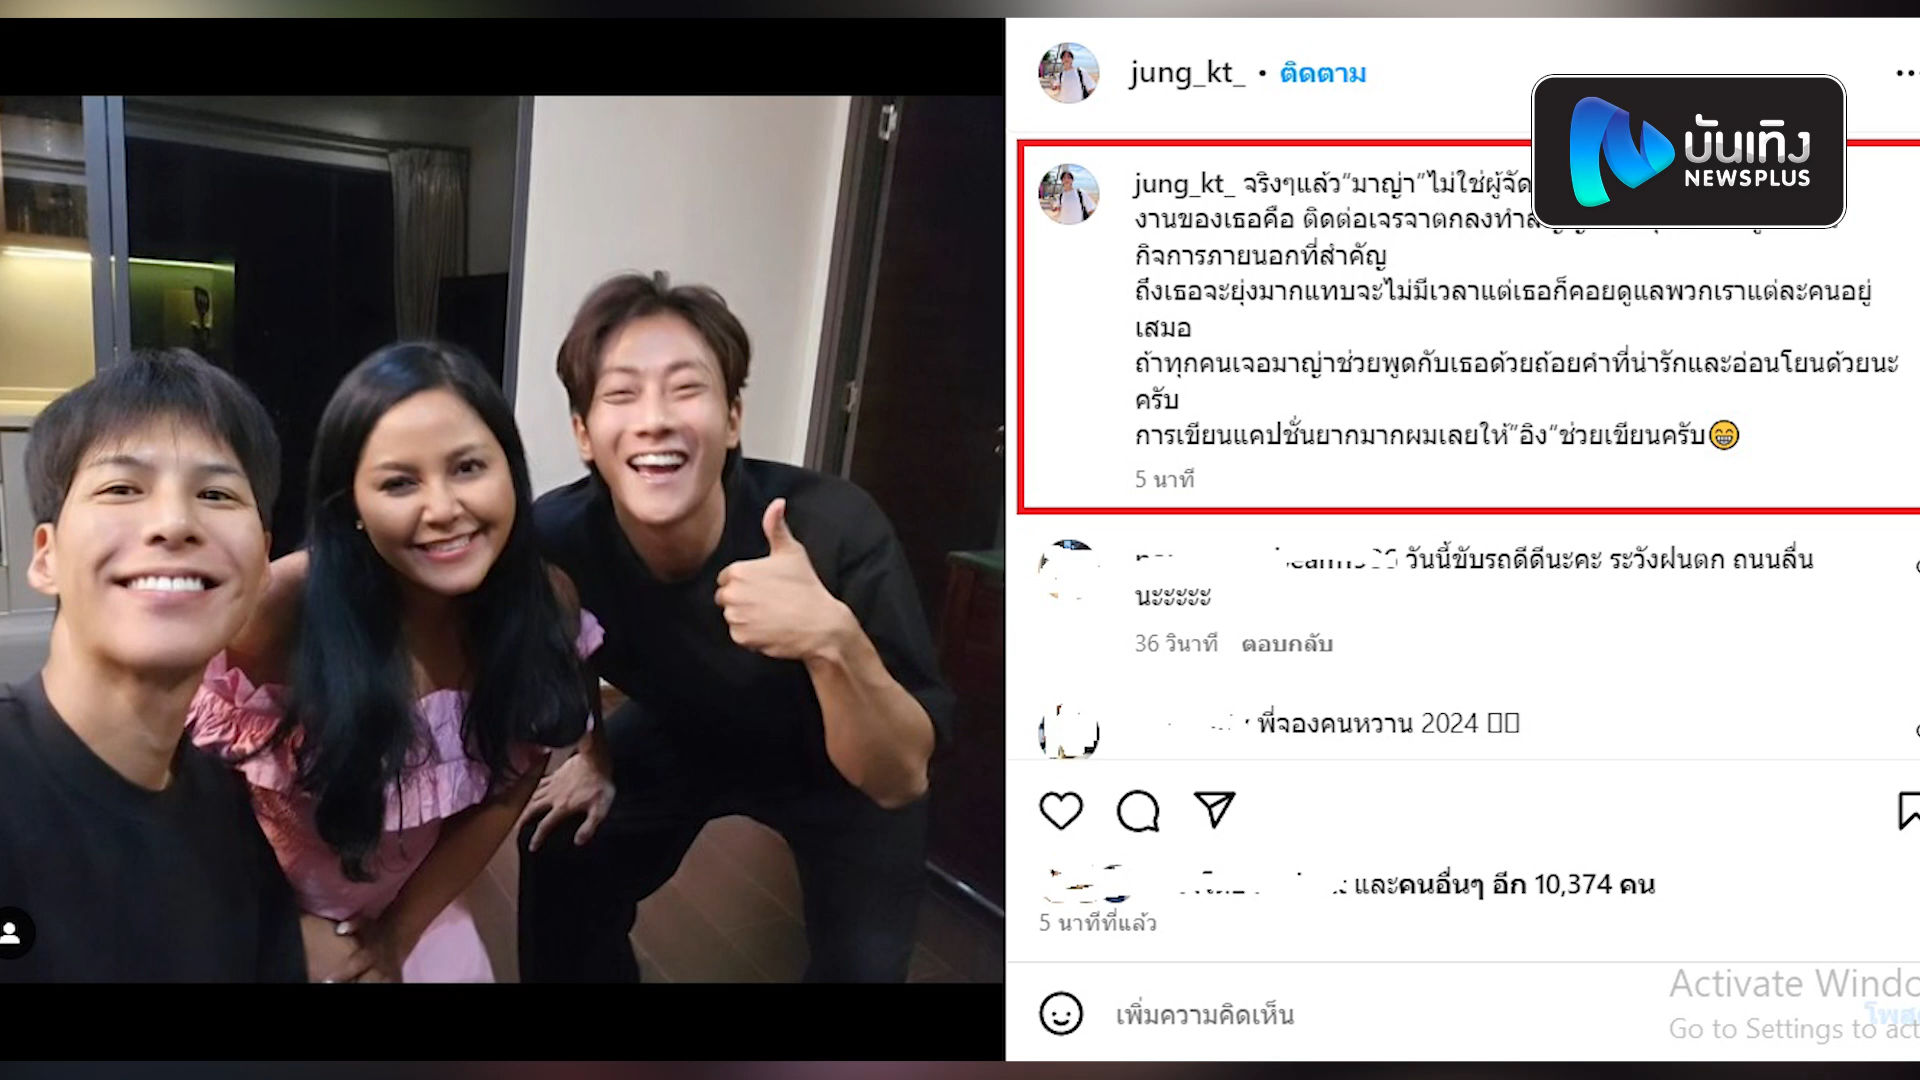 jung_kt_ • ติดตาม
บันเทิง
NEWSPLUS
jung_kt_ จริงๆแล้ว"มาญ่า"ไม่ใช่ผู้จัด
งานของเธอคือ ติดต่อเจรจาตกลงทำ
กิจการภายนอกที่สำคัญ
ถึงเธอจะยุ่งมากแทบจะไม่มีเวลาแต่เธอก็คอยดูแลพวกเราแต่ละคนอยู่
เสมอ
ถ้าทุกคนเจอมาญ่าช่วยพูดกับเธอด้วยถ้อยคำที่น่ารักและอ่อนโยนด้วยนะ
ครับ
การเขียนแคปชั่นยากมากผมเลยให้"อิง"ช่วยเขียนครับ😁
5 นาที
วันนี้ขับรถดีดีนะคะ ระวังฝนตก ถนนลื่น
นะะะะะ
36 วินาที ตอบกลับ
พี่จองคนหวาน 2024
และคนอื่นๆ อีก 10,374 คน
5 นาทีที่แล้ว
เพิ่มความคิดเห็น
Activate Windo
Go to Settings to act